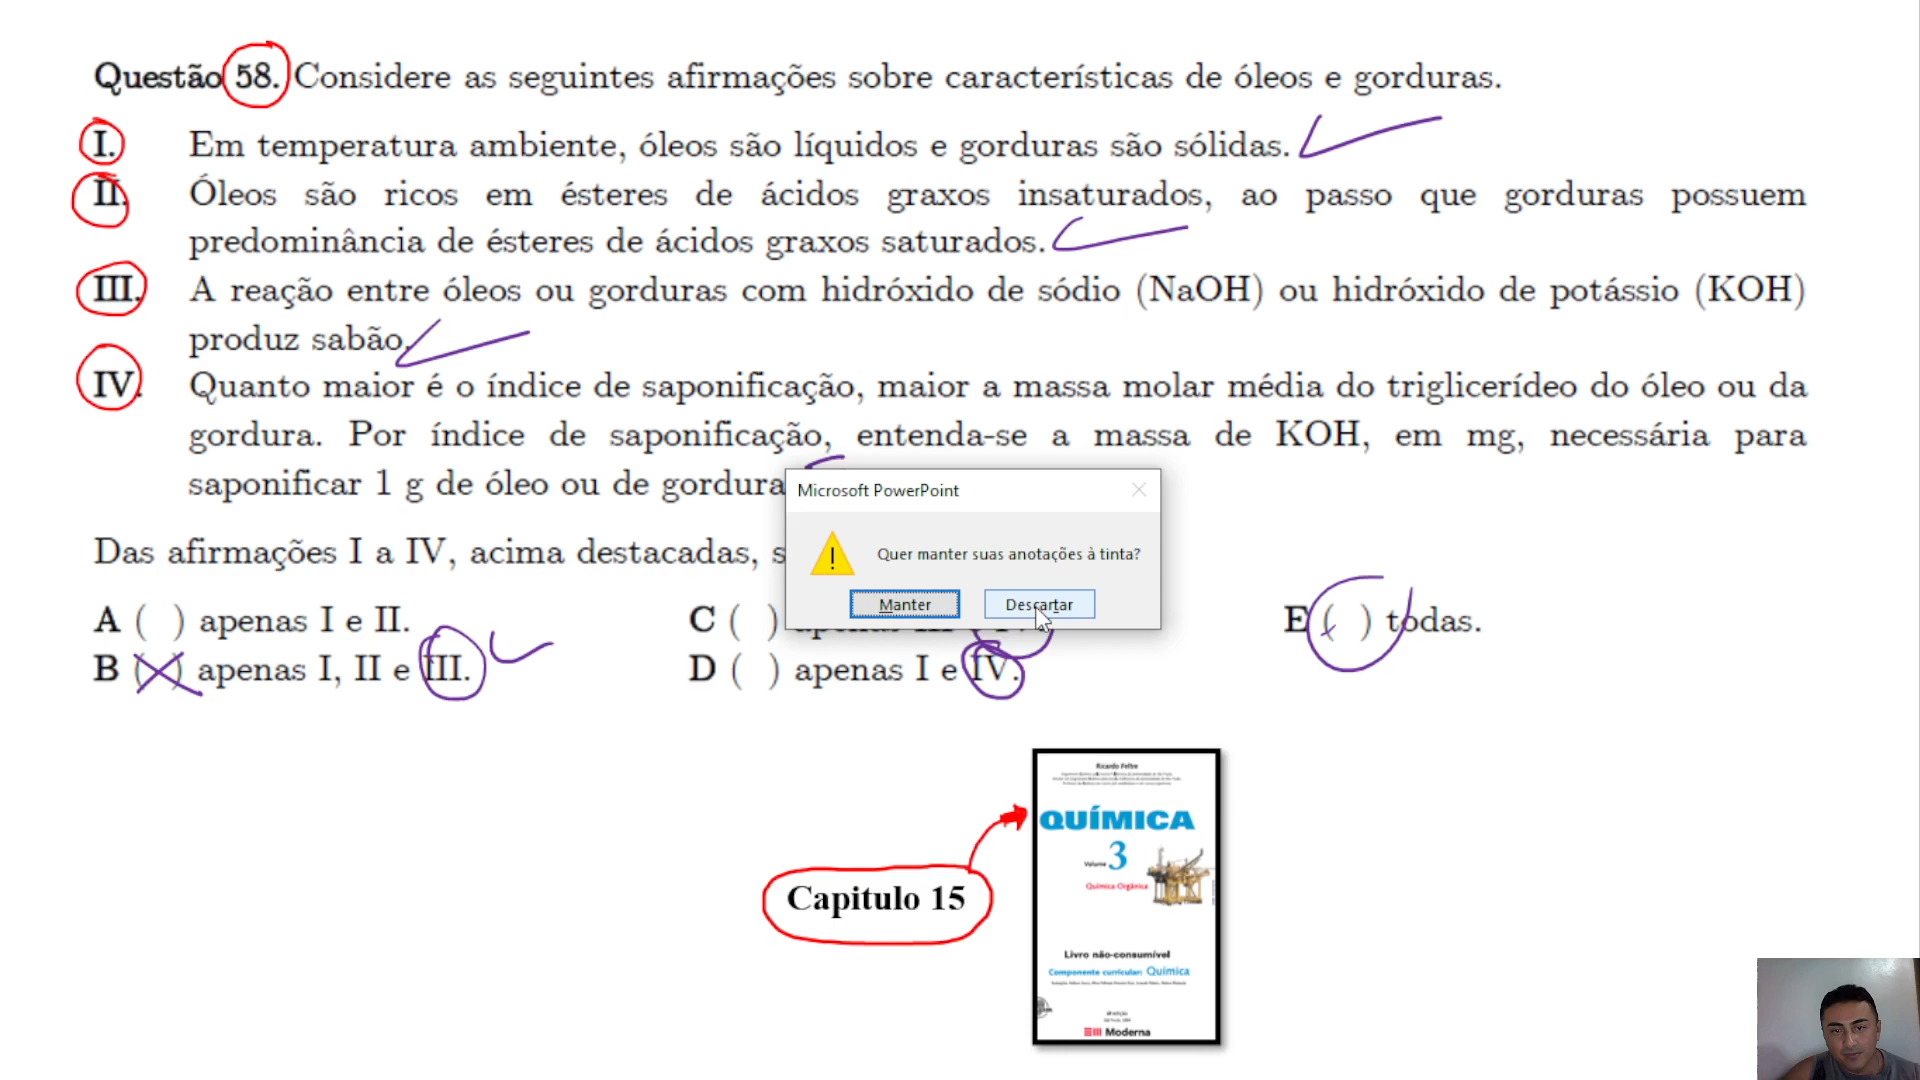 Questão 58. Considere as seguintes afirmações sobre características de óleos e gorduras.
I. Em temperatura ambiente, óleos são líquidos e gorduras são sólidas.
II. Óleos são ricos em ésteres de ácidos graxos insaturados, ao passo que gorduras possuem
predominância de ésteres de ácidos graxos saturados.
III. A reação entre óleos ou gorduras com hidróxido de sódio (NaOH) ou hidróxido de potássio (KOH)
produz sabão.
IV. Quanto maior é o índice de saponificação, maior a massa molar média do triglicerídeo do óleo ou da
gordura. Por índice de saponificação, entenda-se a massa de KOH, em mg, necessária para
saponificar 1 g de óleo ou de gordura
Microsoft PowerPoint
Quer manter suas anotações à tinta?
Manter Descartar
Das afirmações I a IV, acima destacadas, s
A ( ) apenas I e II.
B ( ) apenas I, II e III.
C ( )
D ( ) apenas I e IV.
E ( ) todas.
Capitulo 15
Ricardo Feltre
QUÍMICA
Volume 3
Química Orgânica
Livro não-consumível
Componente curricular: Química
Moderna